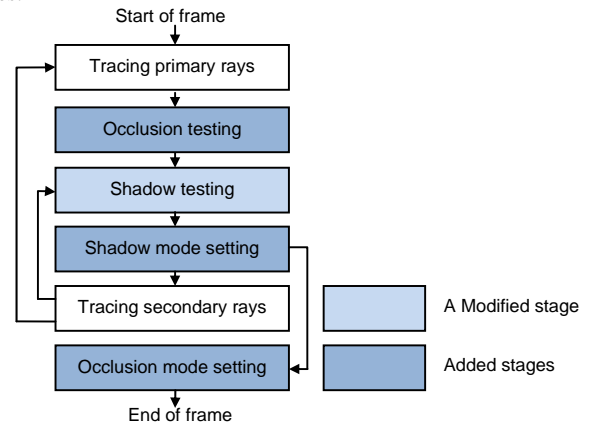 Start of frame
Tracing primary rays
Occlusion testing
Shadow testing
Shadow mode setting
Tracing secondary rays
A Modified stage
Occlusion mode setting
Added stages
End of frame